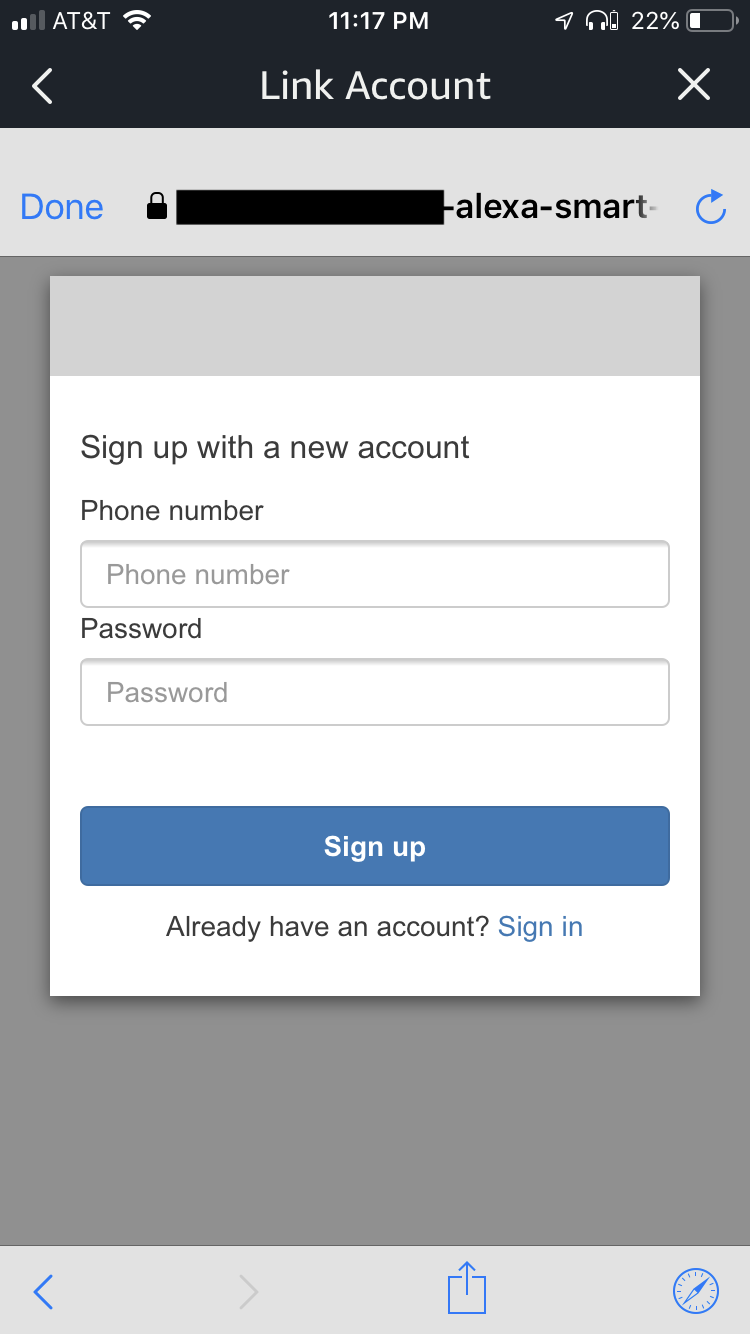 AT&T 11:17 PM 22%
Link Account
Done -alexa-smart-
Sign up with a new account
Phone number
Phone number
Password
Password
Sign up
Already have an account? Sign in